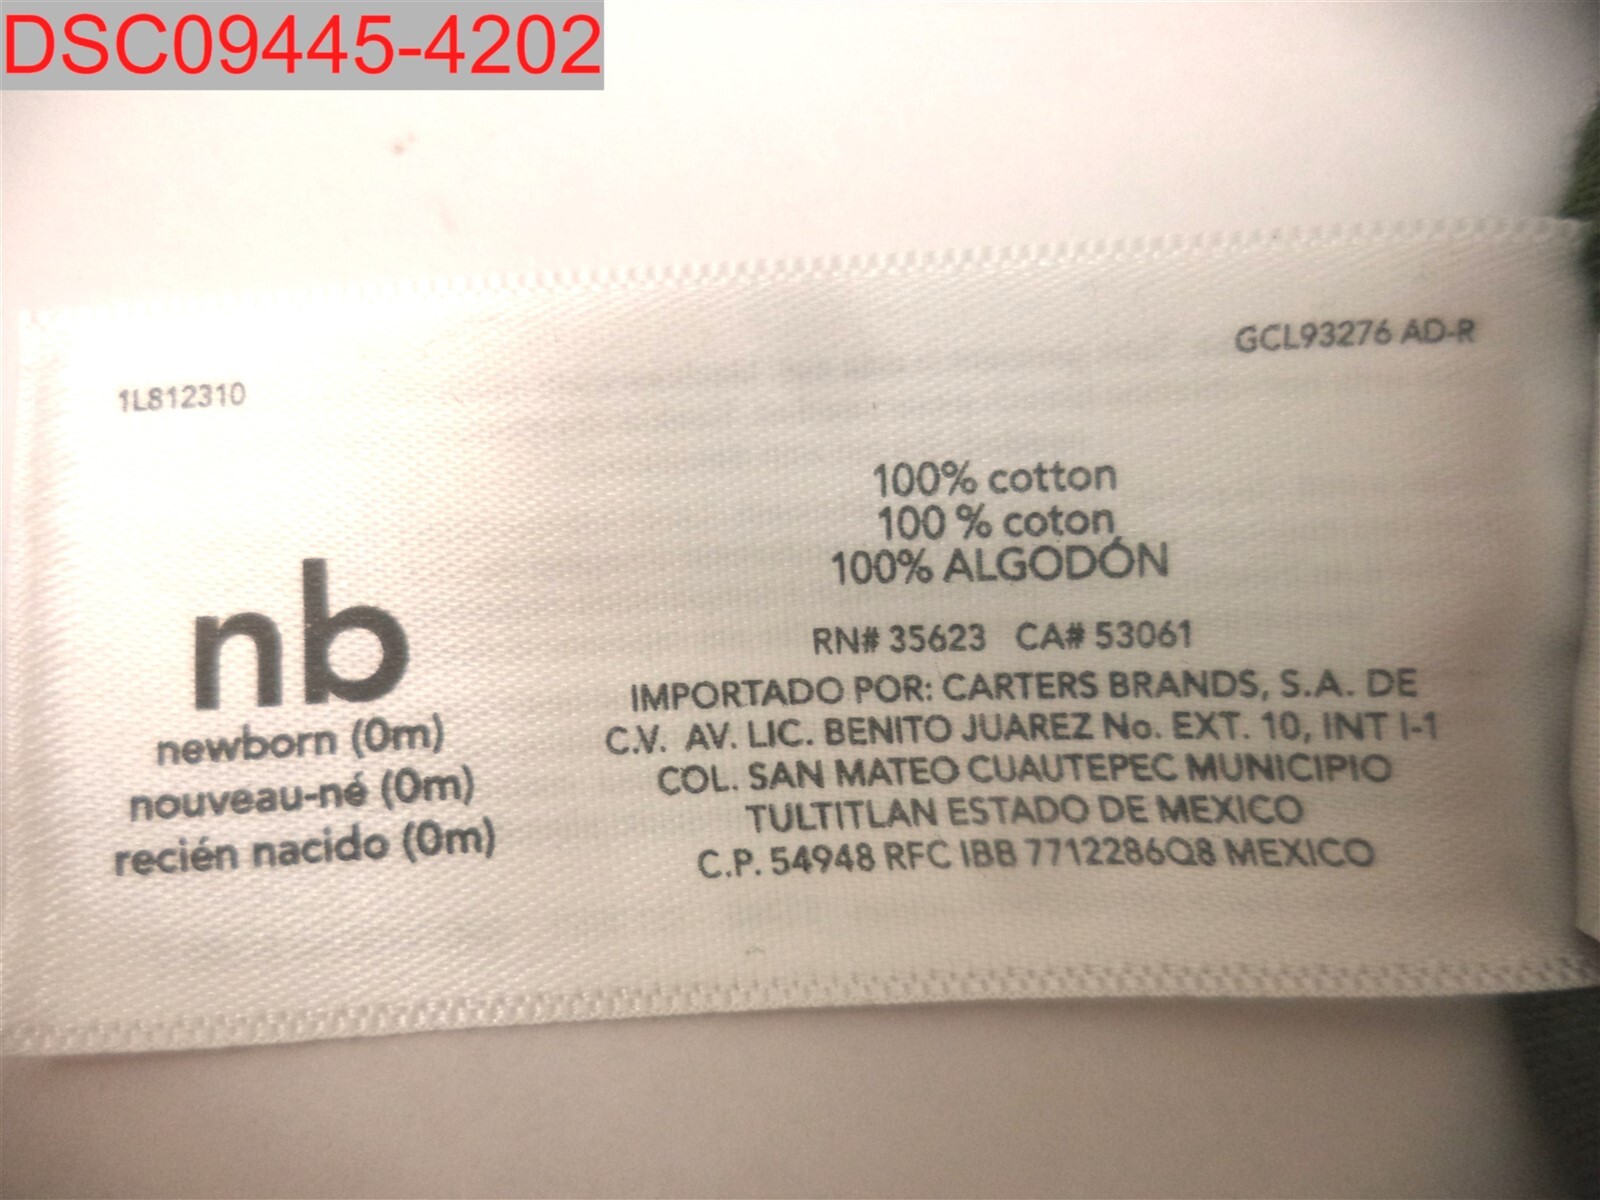 DSC09445-4202
GCL93276 AD-R
1L812310
nb
newborn (0m)
nouveau-né (0m)
recién nacido (0m)
100% cotton
100 % coton
100% ALGODÓN
RN# 35623 CA# 53061
IMPORTADO POR: CARTERS BRANDS, S.A. DE
C.V. AV. LIC. BENITO JUAREZ No. EXT. 10, INT I-1
COL. SAN MATEO CUAUTEPEC MUNICIPIO
TULTITLAN ESTADO DE MEXICO
C.P. 54948 RFC IBB 7712286Q8 MEXICO